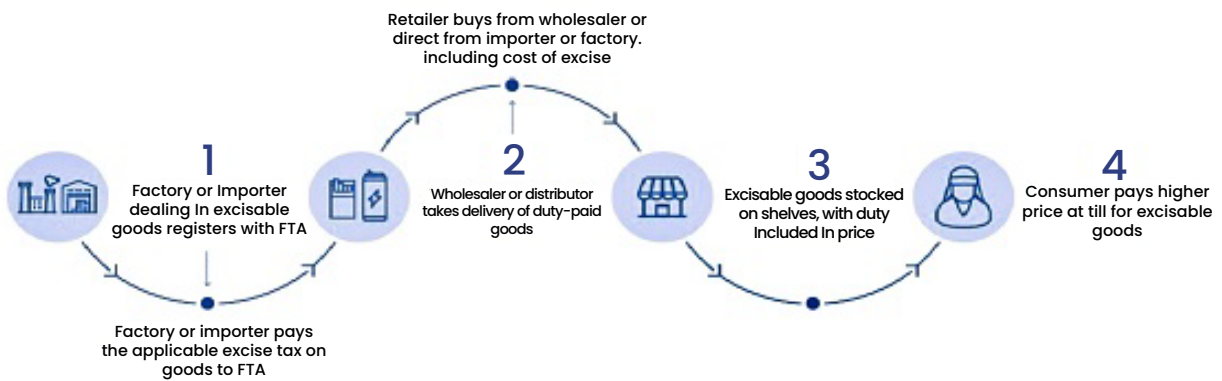 Retailer buys from wholesaler or
direct from importer or factory.
including cost of excise
1
Factory or Importer
dealing In excisable
goods registers with FTA
Factory or importer pays
the applicable excise tax on
goods to FTA
2
Wholesaler or distributor
takes delivery of duty-paid
goods
3
Excisable goods stocked
on shelves, with duty
Included In price
4
Consumer pays higher
price at till for excisable
goods